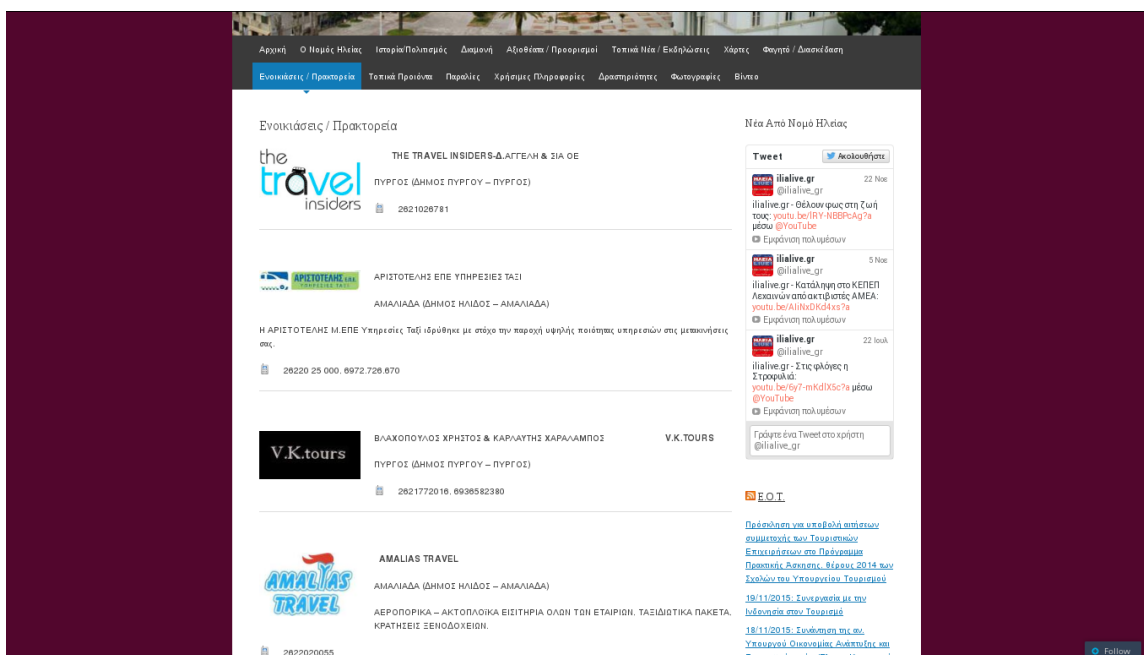 Αρχική Ο Νομός Ηλείας Ιστορία/Πολιτισμός Διαμονή Αξιοθέατα / Προορισμοί Τοπικά Νέα / Εκδηλώσεις Χάρτες Φαγητό / Διασκέδαση
Ενοικιάσεις / Πρακτορεία Τοπικά Προιόντα Παραλίες Χρήσιμες Πληροφορίες Δραστηριότητες Φωτογραφίες Βίντεο
Ενοικιάσεις / Πρακτορεία
the travel insiders
THE TRAVEL INSIDERS-Δ.ΑΓΓΕΛΗ & ΣΙΑ ΟΕ
ΠΥΡΓΟΣ (ΔΗΜΟΣ ΠΥΡΓΟΥ – ΠΥΡΓΟΣ)
2621026781
ΑΡΙΣΤΟΤΕΛΗΣ
ΥΠΗΡΕΣΙΕΣ ΤΑΞΙ
ΑΡΙΣΤΟΤΕΛΗΣ ΕΠΕ ΥΠΗΡΕΣΙΕΣ ΤΑΞΙ
ΑΜΑΛΙΑΔΑ (ΔΗΜΟΣ ΗΛΙΔΟΣ – ΑΜΑΛΙΑΔΑ)
Η ΑΡΙΣΤΟΤΕΛΗΣ Μ.ΕΠΕ Υπηρεσίες Ταξί ιδρύθηκε με στόχο την παροχή υψηλής ποιότητας υπηρεσιών στις μετακινήσεις
σας.
26220 25 000, 6972.726.670
V.K.tours
ΒΛΑΧΟΠΟΥΛΟΣ ΧΡΗΣΤΟΣ & ΚΑΡΛΑΥΤΗΣ ΧΑΡΑΛΑΜΠΟΣ V.K.TOURS
ΠΥΡΓΟΣ (ΔΗΜΟΣ ΠΥΡΓΟΥ – ΠΥΡΓΟΣ)
2621772016, 6936582380
AMALIAS TRAVEL
AMALIAS TRAVEL
ΑΜΑΛΙΑΔΑ (ΔΗΜΟΣ ΗΛΙΔΟΣ – ΑΜΑΛΙΑΔΑ)
ΑΕΡΟΠΟΡΙΚΑ – ΑΚΤΟΠΛΟϊΚΑ ΕΙΣΙΤΗΡΙΑ ΟΛΩΝ ΤΩΝ ΕΤΑΙΡΙΩΝ. ΤΑΞΙΔΙΩΤΙΚΑ ΠΑΚΕΤΑ.
ΚΡΑΤΗΣΕΙΣ ΞΕΝΟΔΟΧΕΙΩΝ.
2622020055
Νέα Από Νομό Ηλείας
Tweet Ακολουθήστε
ilialive.gr 22 Νοε
@ilialive_gr
ilialive.gr - Θέλουν φως στη ζωή
τους: youtu.be/lRY-NBBPcAg?a
μέσω @YouTube
Εμφάνιση πολυμέσων
ilialive.gr 5 Νοε
@ilialive_gr
ilialive.gr - Κατάληψη στο ΚΕΠΕΠ
Λεχαινών από ακτιβιστές ΑΜΕΑ:
youtu.be/AIiNxDKd4xs?a
Εμφάνιση πολυμέσων
ilialive.gr 22 Ιουλ
@ilialive_gr
ilialive.gr - Στις φλόγες η
Στροφυλιά:
youtu.be/6y7-mKdlX5c?a μέσω
@YouTube
Εμφάνιση πολυμέσων
Γράψτε ένα Tweet στο χρήστη
@ilialive_gr
Ε.Ο.Τ.
Πρόσκληση για υποβολή αιτήσεων
συμμετοχής των Τουριστικών
Επιχειρήσεων στο Πρόγραμμα
Πρακτικής Άσκησης, θέρους 2014 των
Σχολών του Υπουργείου Τουρισμού
19/11/2015: Συνεργασία με την
Ινδονησία στον Τουρισμό
18/11/2015: Συνάντηση της αν.
Υπουργού Οικονομίας Ανάπτυξης και
Follow